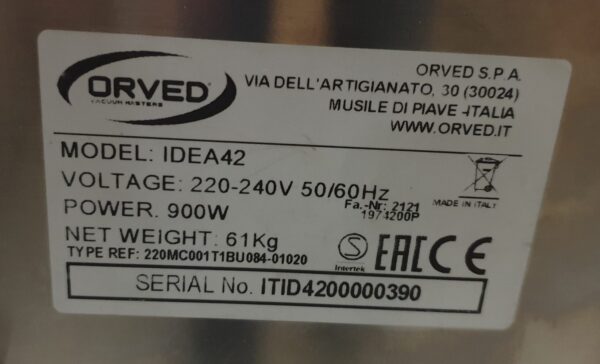 ORVED
VACUUM MASTERS
ORVED S.P.A.
VIA DELL'ARTIGIANATO, 30 (30024)
MUSILE DI PIAVE -ITALIA
WWW.ORVED.IT
MODEL: IDEA42
VOLTAGE: 220-240V 50/60Hz
POWER. 900W
NET WEIGHT: 61Kg
TYPE REF: 220MC001T1BU084-01020
Fa.-Nr: 2121
1974200P
MADE IN ITALY
S
Intertek
EAC CE
SERIAL No. ITID4200000390